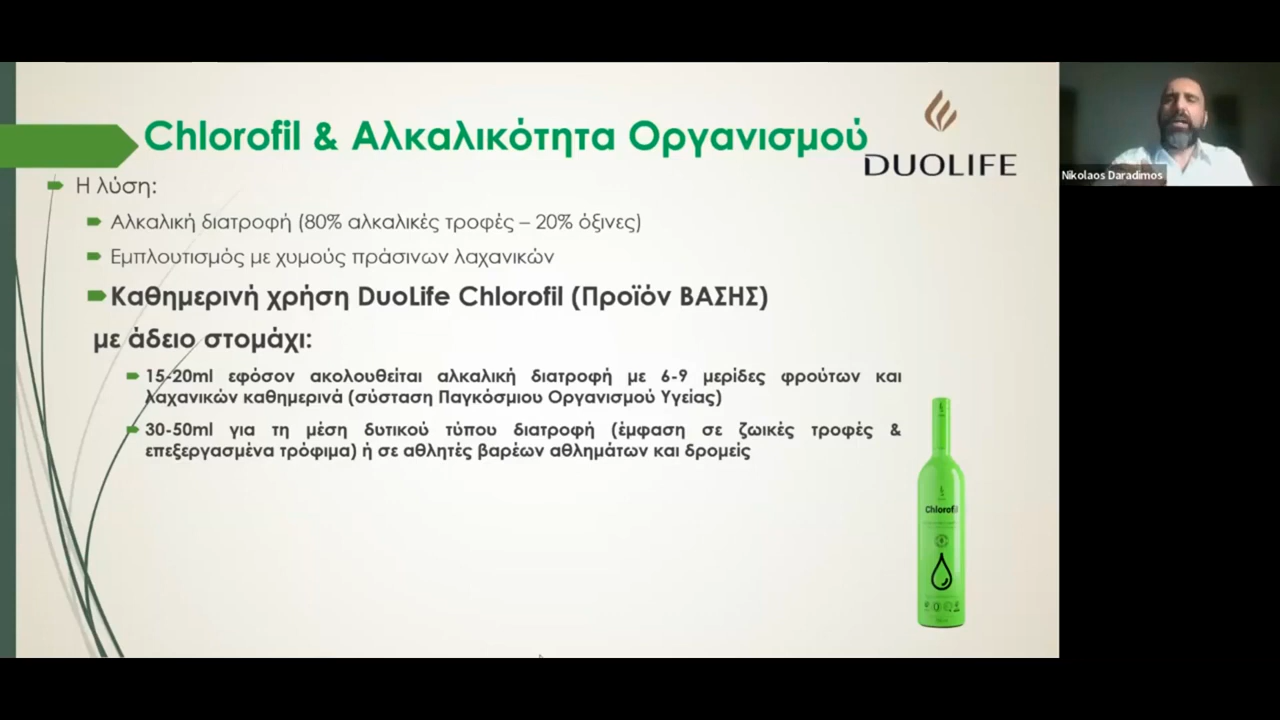 Chlorofil & Αλκαλικότητα Οργανισμού
DUOLIFE
Nikolaos Daradimos
Η λύση:
Αλκαλική διατροφή (80% αλκαλικές τροφές – 20% όξινες)
Εμπλουτισμός με χυμούς πράσινων λαχανικών
Καθημερινή χρήση DuoLife Chlorofil (Προϊόν ΒΑΣΗΣ)
με άδειο στομάχι:
15-20ml εφόσον ακολουθείται αλκαλική διατροφή με 6-9 μερίδες φρούτων και
λαχανικών καθημερινά (σύσταση Παγκόσμιου Οργανισμού Υγείας)
30-50ml για τη μέση δυτικού τύπου διατροφή (έμφαση σε ζωικές τροφές &
επεξεργασμένα τρόφιμα) ή σε αθλητές βαρέων αθλημάτων και δρομείς
Chlorofil